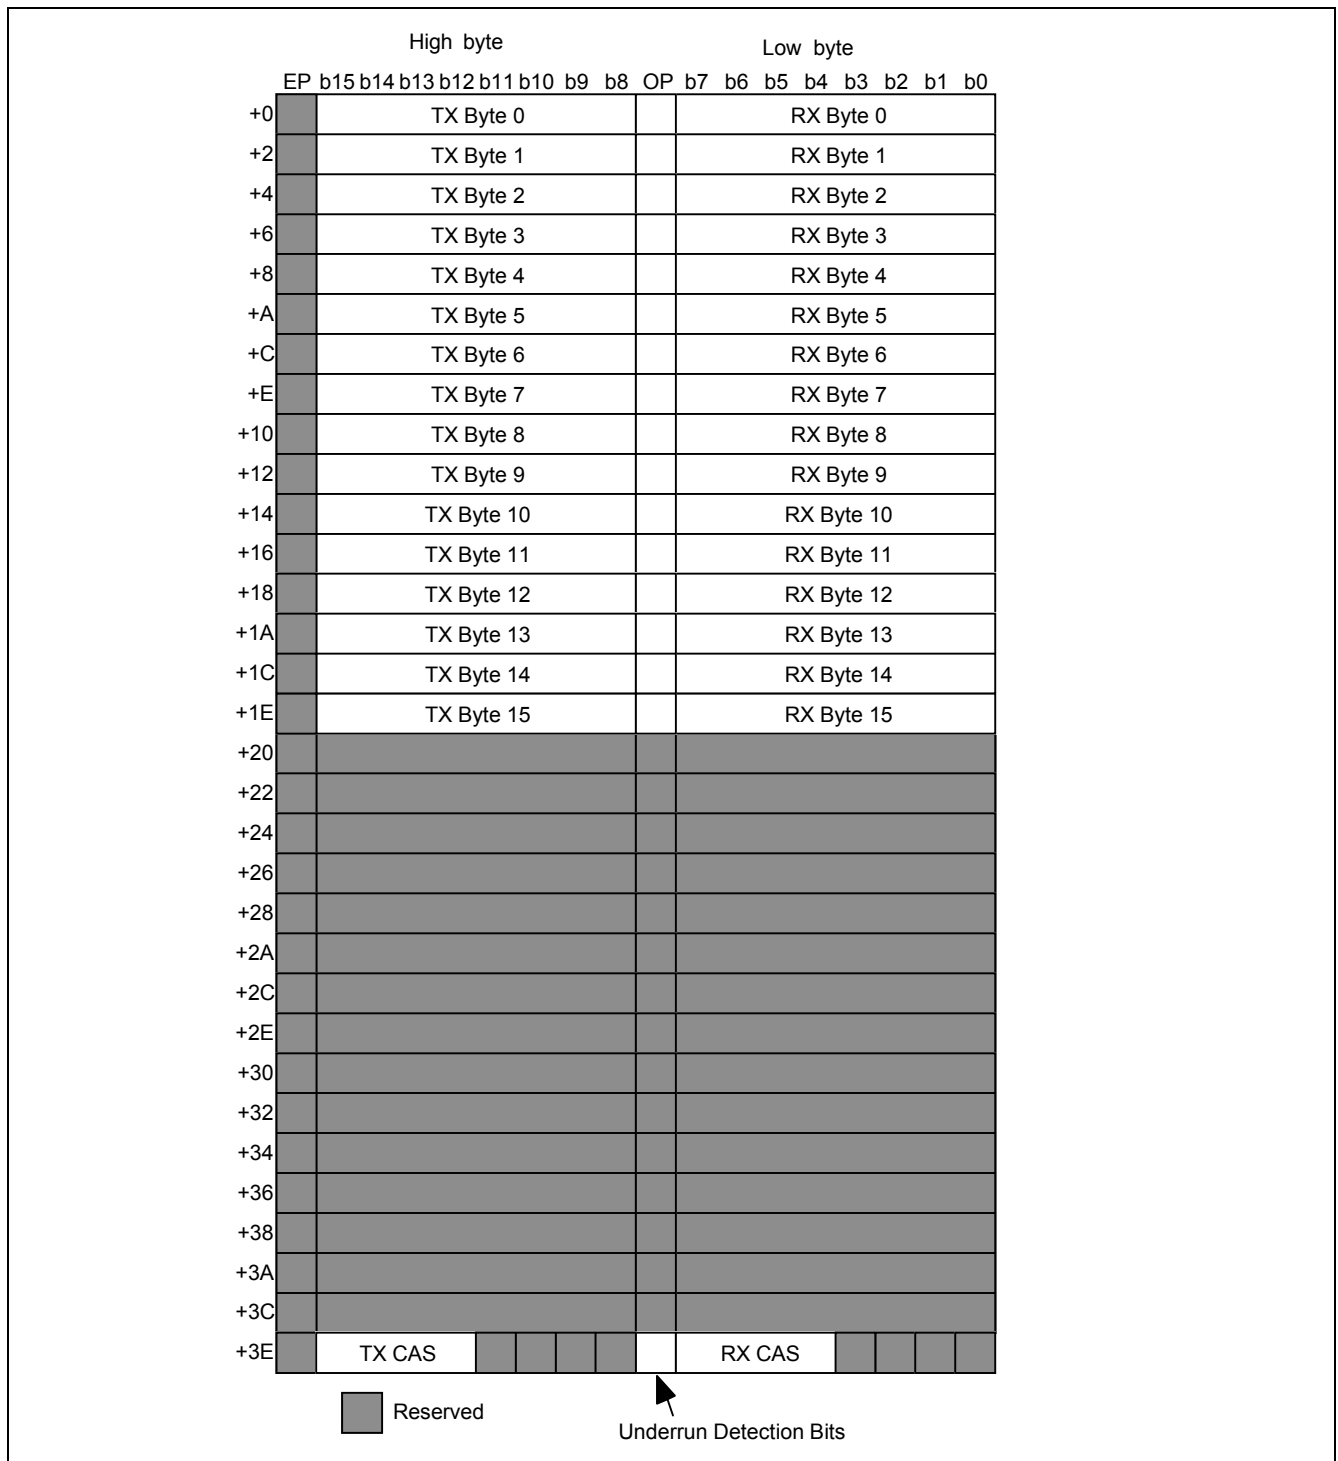 High byte Low byte
EP b15 b14 b13 b12 b11 b10 b9 b8 OP b7 b6 b5 b4 b3 b2 b1 b0
+0 TX Byte 0 RX Byte 0
+2 TX Byte 1 RX Byte 1
+4 TX Byte 2 RX Byte 2
+6 TX Byte 3 RX Byte 3
+8 TX Byte 4 RX Byte 4
+A TX Byte 5 RX Byte 5
+C TX Byte 6 RX Byte 6
+E TX Byte 7 RX Byte 7
+10 TX Byte 8 RX Byte 8
+12 TX Byte 9 RX Byte 9
+14 TX Byte 10 RX Byte 10
+16 TX Byte 11 RX Byte 11
+18 TX Byte 12 RX Byte 12
+1A TX Byte 13 RX Byte 13
+1C TX Byte 14 RX Byte 14
+1E TX Byte 15 RX Byte 15
+20
+22
+24
+26
+28
+2A
+2C
+2E
+30
+32
+34
+36
+38
+3A
+3C
+3E TX CAS RX CAS
Reserved
Underrun Detection Bits